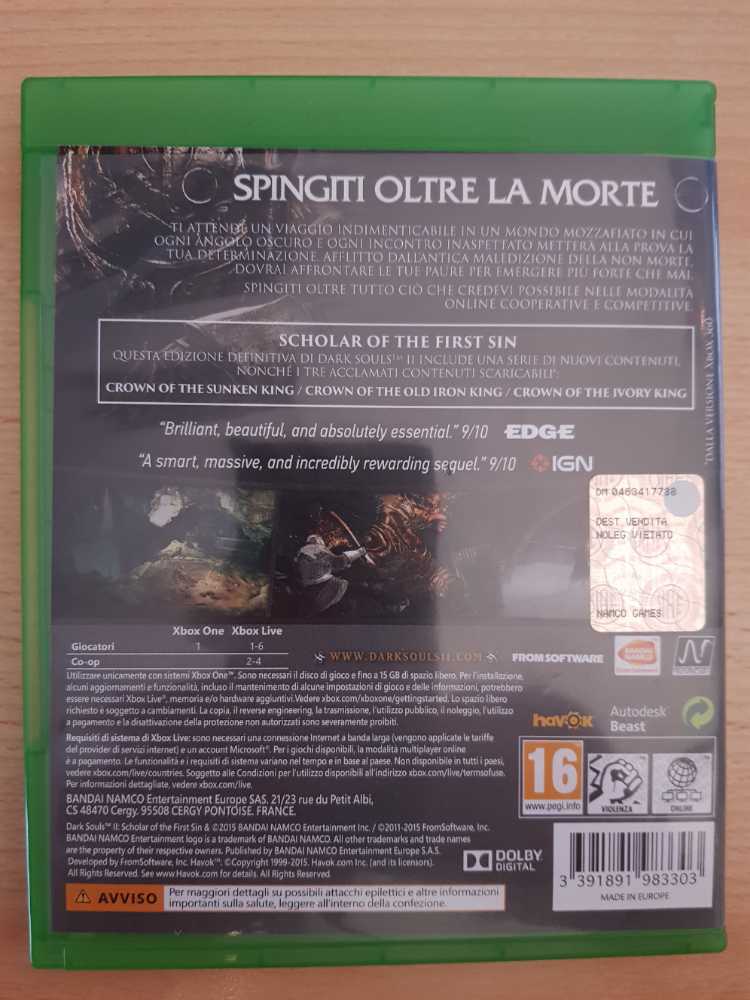 SPINGITI OLTRE LA MORTE
TI ATTENDE UN VIAGGIO INDIMENTICABILE IN UN MONDO MOZZAFIATO IN CUI
OGNI ANGOLO OSCURO E OGNI INCONTRO INASPETTATO METTERÀ ALLA PROVA LA
TUA DETERMINAZIONE. AFFLITTO DALL'ANTICA MALEDIZIONE DELLA NON MORTE,
DOVRAI AFFRONTARE LE TUE PAURE PER EMERGERE PIÙ FORTE CHE MAI.
SPINGITI OLTRE TUTTO CIÒ CHE CREDEVI POSSIBILE NELLE MODALITÀ
ONLINE COOPERATIVE E COMPETITIVE.
SCHOLAR OF THE FIRST SIN
QUESTA EDIZIONE DEFINITIVA DI DARK SOULS™ II INCLUDE UNA SERIE DI NUOVI CONTENUTI,
NONCHÉ I TRE ACCLAMATI CONTENUTI SCARICABILI*:
CROWN OF THE SUNKEN KING / CROWN OF THE OLD IRON KING / CROWN OF THE IVORY KING
*DALLA VERSIONE XBOX 360
"Brilliant, beautiful, and absolutely essential." 9/10 EDGE
"A smart, massive, and incredibly rewarding sequel." 9/10 IGN
DM 0463417738
DEST.VENDITA
NOLEG.VIETATO
NAMCO GAMES
Xbox One Xbox Live
Giocatori 1 1-6
Co-op 2-4
WWW.DARKSOULSII.COM
FROMSOFTWARE
BANDAI NAMCO
Utilizzare unicamente con sistemi Xbox One™. Sono necessari il disco di gioco e fino a 15 GB di spazio libero. Per l'installazione,
alcuni aggiornamenti e funzionalità, incluso il mantenimento di alcune impostazioni di gioco e delle informazioni, potrebbero
essere necessari Xbox Live®, memoria e/o hardware aggiuntivi. Vedere xbox.com/xboxone/gettingstarted. Lo spazio libero
richiesto è soggetto a cambiamenti. La copia, il reverse engineering, la trasmissione, l'utilizzo pubblico, il noleggio, l'utilizzo
a pagamento e la disattivazione della protezione non autorizzati sono severamente proibiti.
Requisiti di sistema di Xbox Live: sono necessari una connessione Internet a banda larga (vengono applicate le tariffe
del provider di servizi internet) e un account Microsoft®. Per i giochi disponibili, la modalità multiplayer online
è a pagamento. Le funzionalità e i requisiti di sistema variano nel tempo e in base al paese. Non disponibile in tutti i paesi,
vedere xbox.com/live/countries. Soggetto alle Condizioni per l'utilizzo disponibili all'indirizzo xbox.com/live/termsofuse.
Per informazioni dettagliate, vedere xbox.com/live.
havok
Autodesk
Beast
16
www.pegi.info
VIOLENZA
ONLINE
BANDAI NAMCO Entertainment Europe SAS. 21/23 rue du Petit Albi,
CS 48470 Cergy, 95508 CERGY PONTOISE. FRANCE.
Dark Souls™ II: Scholar of the First Sin & ©2015 BANDAI NAMCO Entertainment Inc. / ©2011-2015 FromSoftware, Inc.
BANDAI NAMCO Entertainment logo is a trademark of BANDAI NAMCO. All other trademarks and trade names
are the property of their respective owners. Published by BANDAI NAMCO Entertainment Europe S.A.S.
Developed by FromSoftware, Inc. Havok™: ©Copyright 1999-2015. Havok.com Inc. (and its licensors).
All Rights Reserved. See www.Havok.com for details. All Rights Reserved.
DOLBY
DIGITAL
3 391891 983303
MADE IN EUROPE
AVVISO
Per maggiori dettagli su possibili attacchi epilettici e altre informazioni
importanti sulla salute, leggere all'interno della confezione.